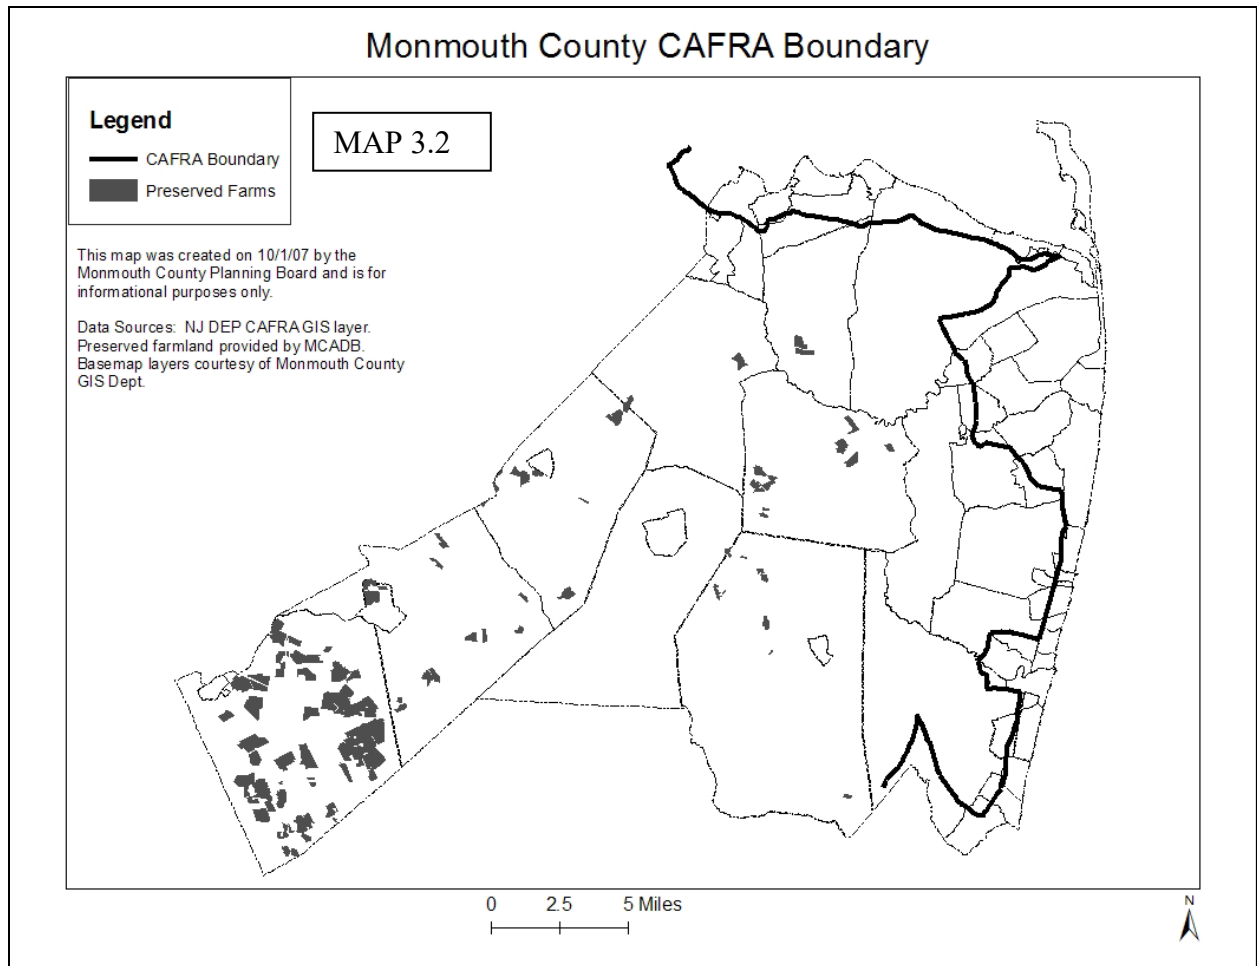 Monmouth County CAFRA Boundary
Legend
CAFRA Boundary
Preserved Farms
MAP 3.2
This map was created on 10/1/07 by the
Monmouth County Planning Board and is for
informational purposes only.
Data Sources: NJ DEP CAFRA GIS layer.
Preserved farmland provided by MCADB.
Basemap layers courtesy of Monmouth County
GIS Dept.
0 2.5 5 Miles
N